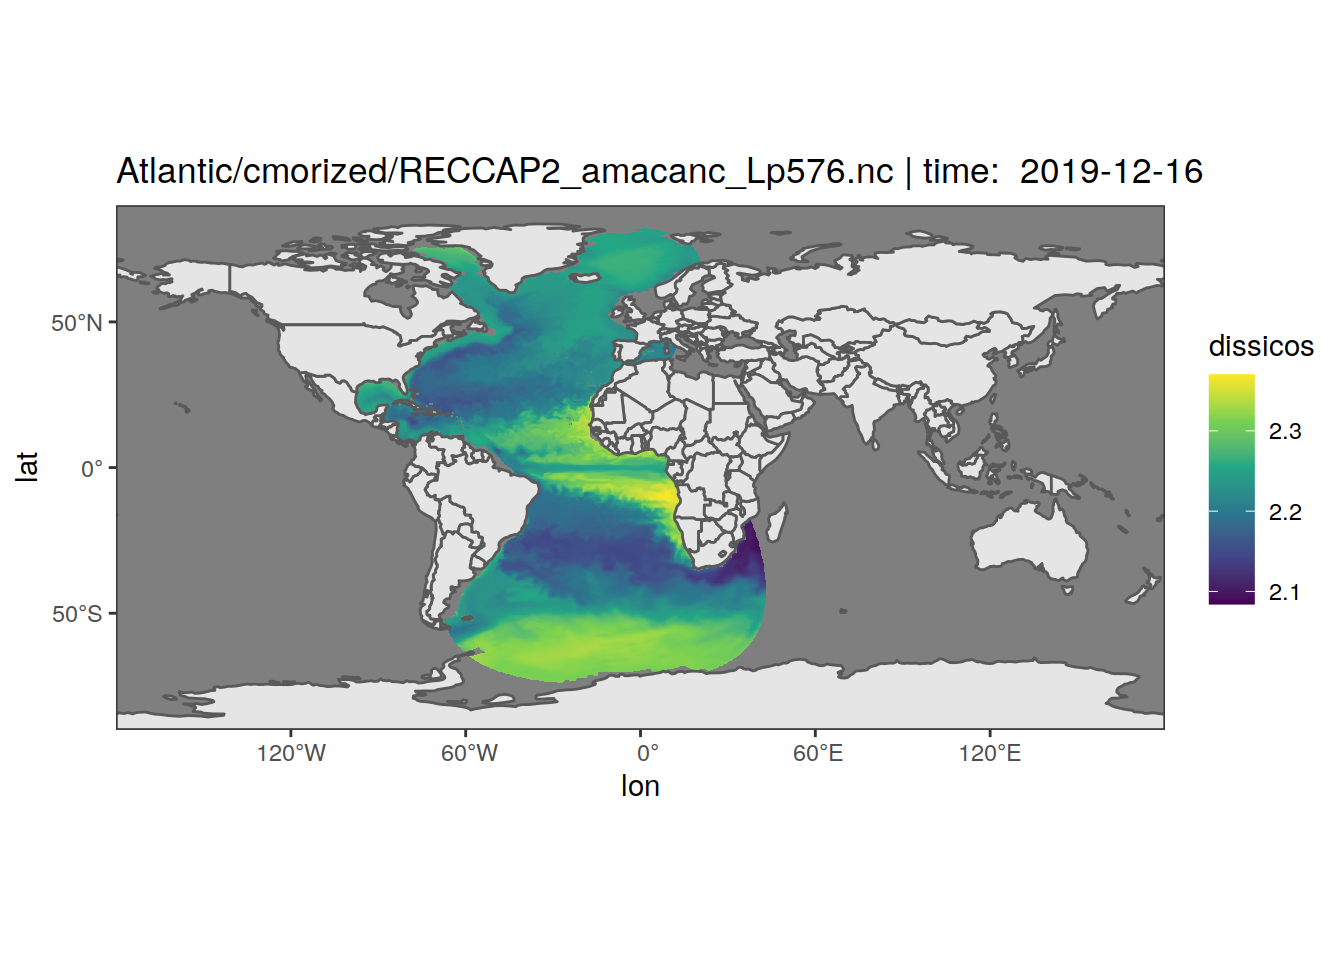 Atlantic/cmorized/RECCAP2_amacanc_Lp576.nc | time:  2019-12-16
dissicos
2.3
2.2
2.1
50°N
0°
50°S
lat
120°W
60°W
0°
60°E
120°E
lon